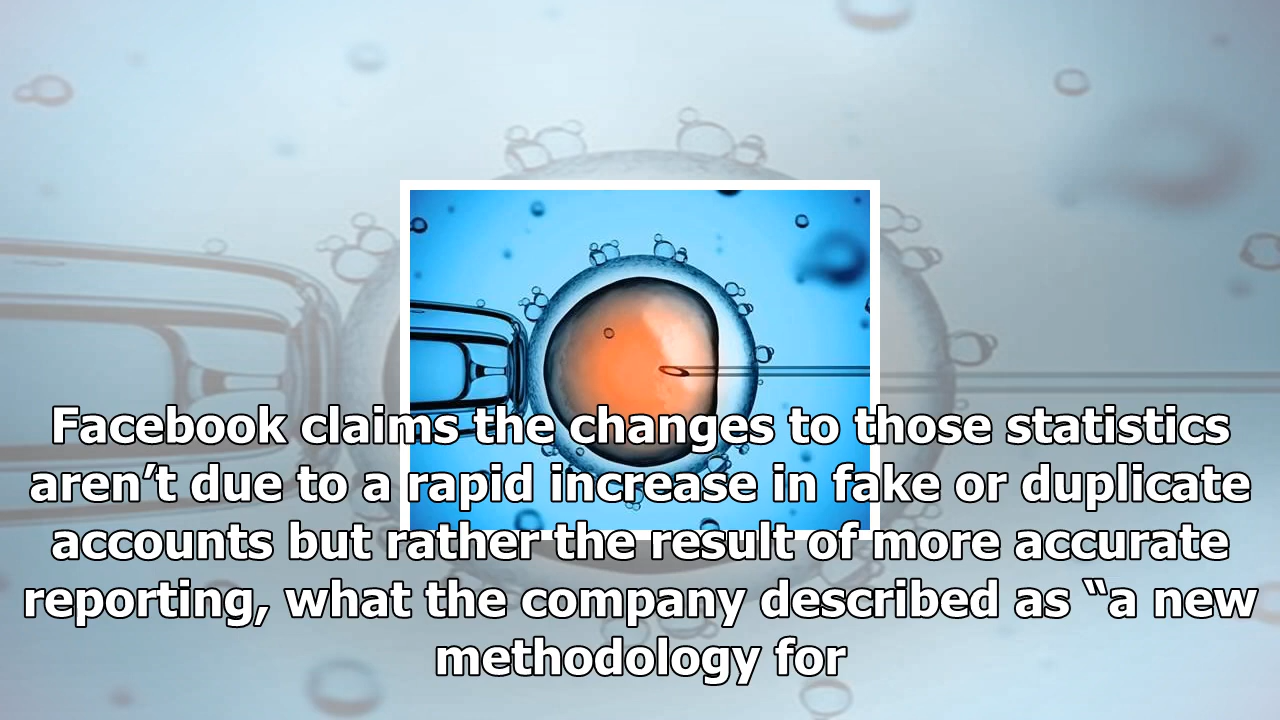 Facebook claims the changes to those statistics
aren’t due to a rapid increase in fake or duplicate
accounts but rather the result of more accurate
reporting, what the company described as “a new
methodology for